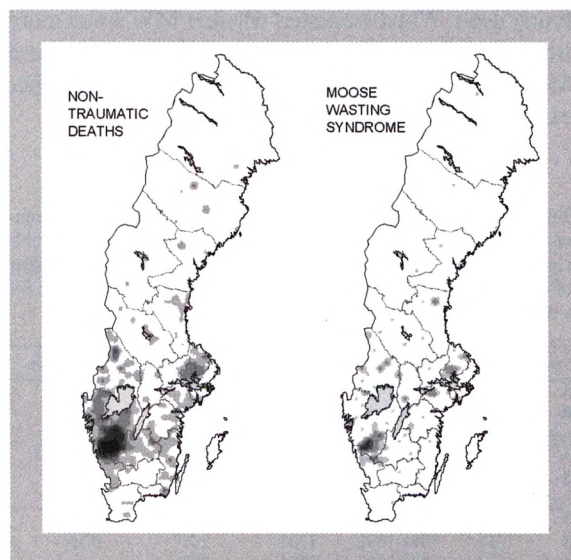 NON-
TRAUMATIC
DEATHS
MOOSE
WASTING
SYNDROME